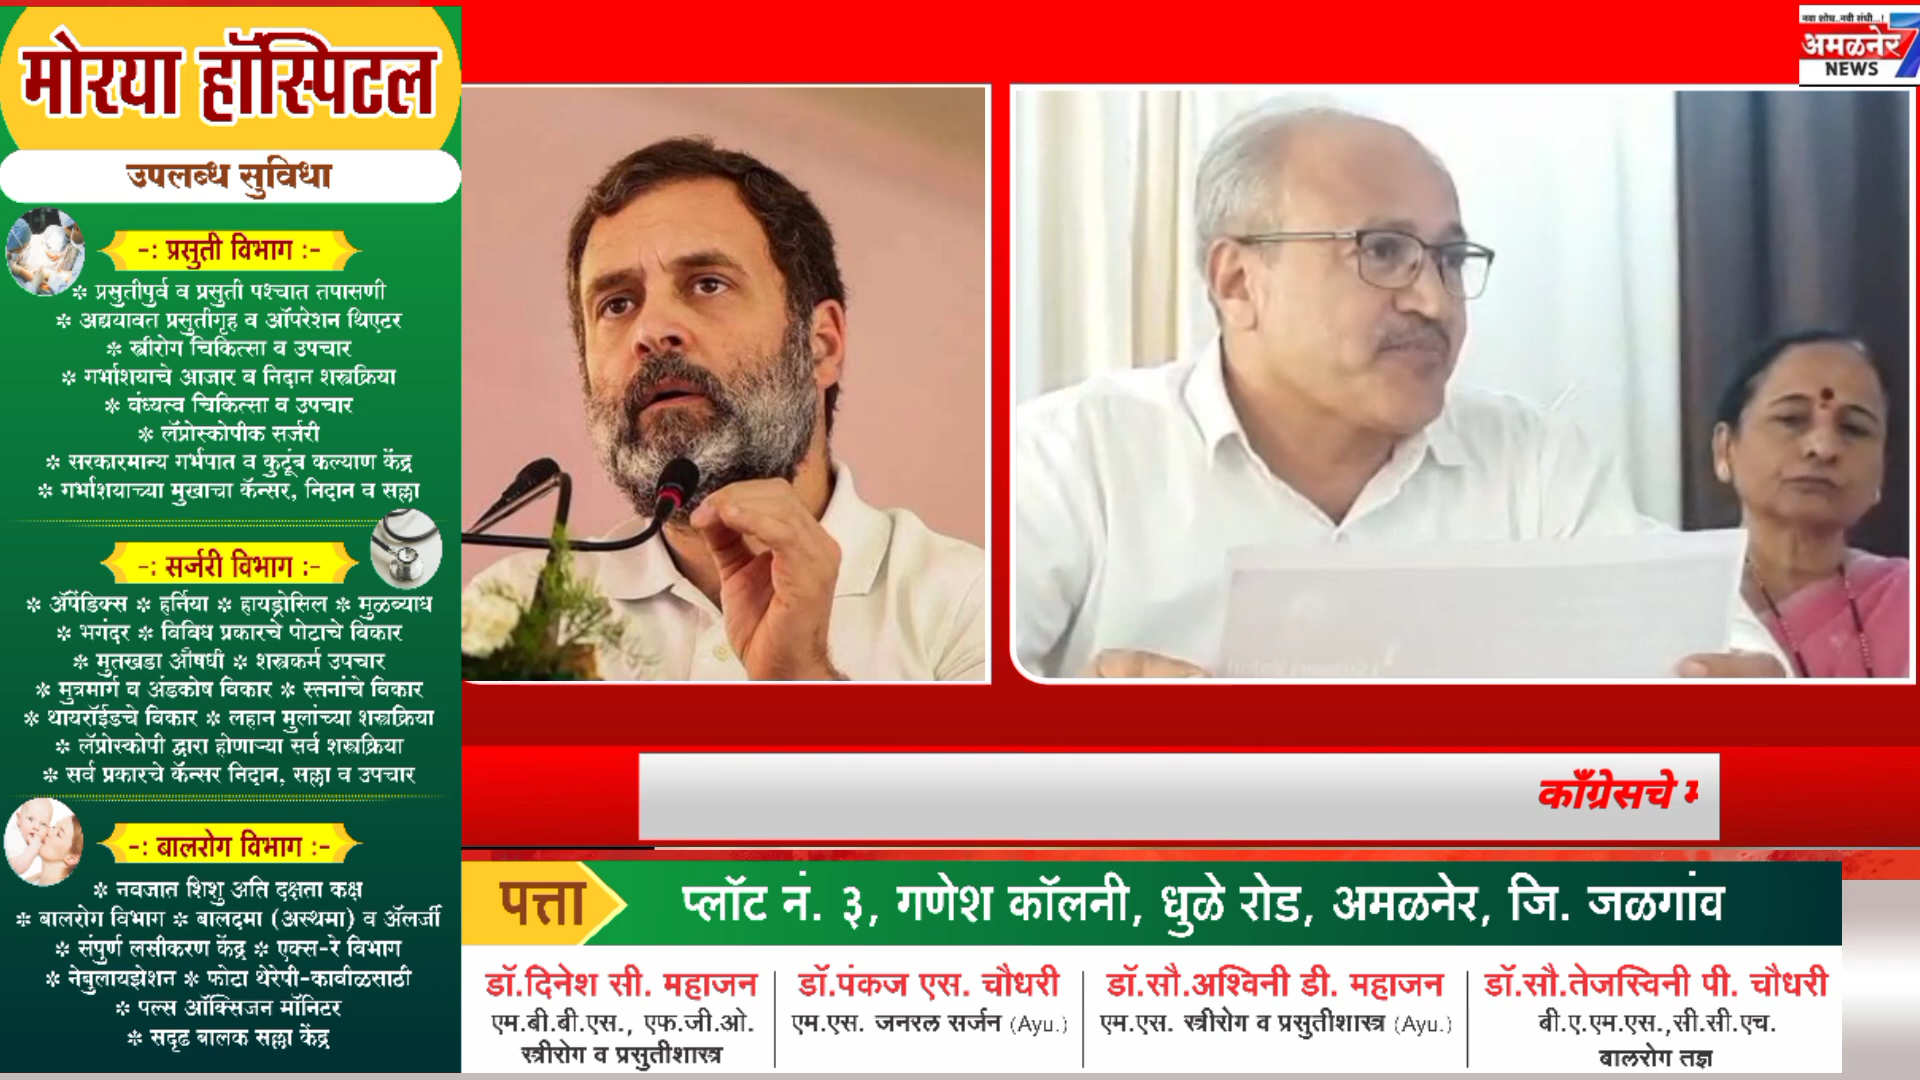 मोरया हॉस्पिटल
उपलब्ध सुविधा
-: प्रसुती विभाग :-
❊ प्रसुतीपुर्व व प्रसुती पश्चात तपासणी
❊ अद्ययावत प्रसुतीगृह व ऑपरेशन थिएटर
❊ स्त्रीरोग चिकित्सा व उपचार
❊ गर्भाशयाचे आजार व निदान शस्त्रक्रिया
❊ वंध्यत्व चिकित्सा व उपचार
❊ लॅप्रोस्कोपीक सर्जरी
❊ सरकारमान्य गर्भपात व कुटूंब कल्याण केंद्र
❊ गर्भाशयाच्या मुखाचा कॅन्सर, निदान व सल्ला
-: सर्जरी विभाग :-
❊ ॲपेंडिक्स ❊ हर्निया ❊ हायड्रोसिल ❊ मुळव्याध
❊ भगंदर ❊ विविध प्रकारचे पोटाचे विकार
❊ मुतखडा औषधी ❊ शस्त्रकर्म उपचार
❊ मुत्रमार्ग व अंडकोष विकार ❊ स्तनांचे विकार
❊ थायरॉईडचे विकार ❊ लहान मुलांच्या शस्त्रक्रिया
❊ लॅप्रोस्कोपी द्वारा होणाऱ्या सर्व शस्त्रक्रिया
❊ सर्व प्रकारचे कॅन्सर निदान, सल्ला व उपचार
-: बालरोग विभाग :-
❊ नवजात शिशु अति दक्षता कक्ष
❊ बालरोग विभाग ❊ बालदमा (अस्थमा) व ॲलर्जी
❊ संपुर्ण लसीकरण केंद्र ❊ एक्स-रे विभाग
❊ नेबुलायझेशन ❊ फोटा थेरेपी-कावीळसाठी
❊ पल्स ऑक्सिजन मॉनिटर
❊ सदृढ बालक सल्ला केंद्र
नवा शोध..नवी संधी...!
अमळनेर 7
NEWS
काँग्रेसचे
पत्ता
प्लॉट नं. ३, गणेश कॉलनी, धुळे रोड, अमळनेर, जि. जळगांव
डॉ.दिनेश सी. महाजन
एम.बी.बी.एस., एफ.जी.ओ.
स्त्रीरोग व प्रसुतीशास्त्र
डॉ.पंकज एस. चौधरी
एम.एस. जनरल सर्जन (Ayu.)
डॉ.सौ.अश्विनी डी. महाजन
एम.एस. स्त्रीरोग व प्रसुतीशास्त्र (Ayu.)
डॉ.सौ.तेजस्विनी पी. चौधरी
बी.ए.एम.एस.,सी.सी.एच.
बालरोग तज्ञ